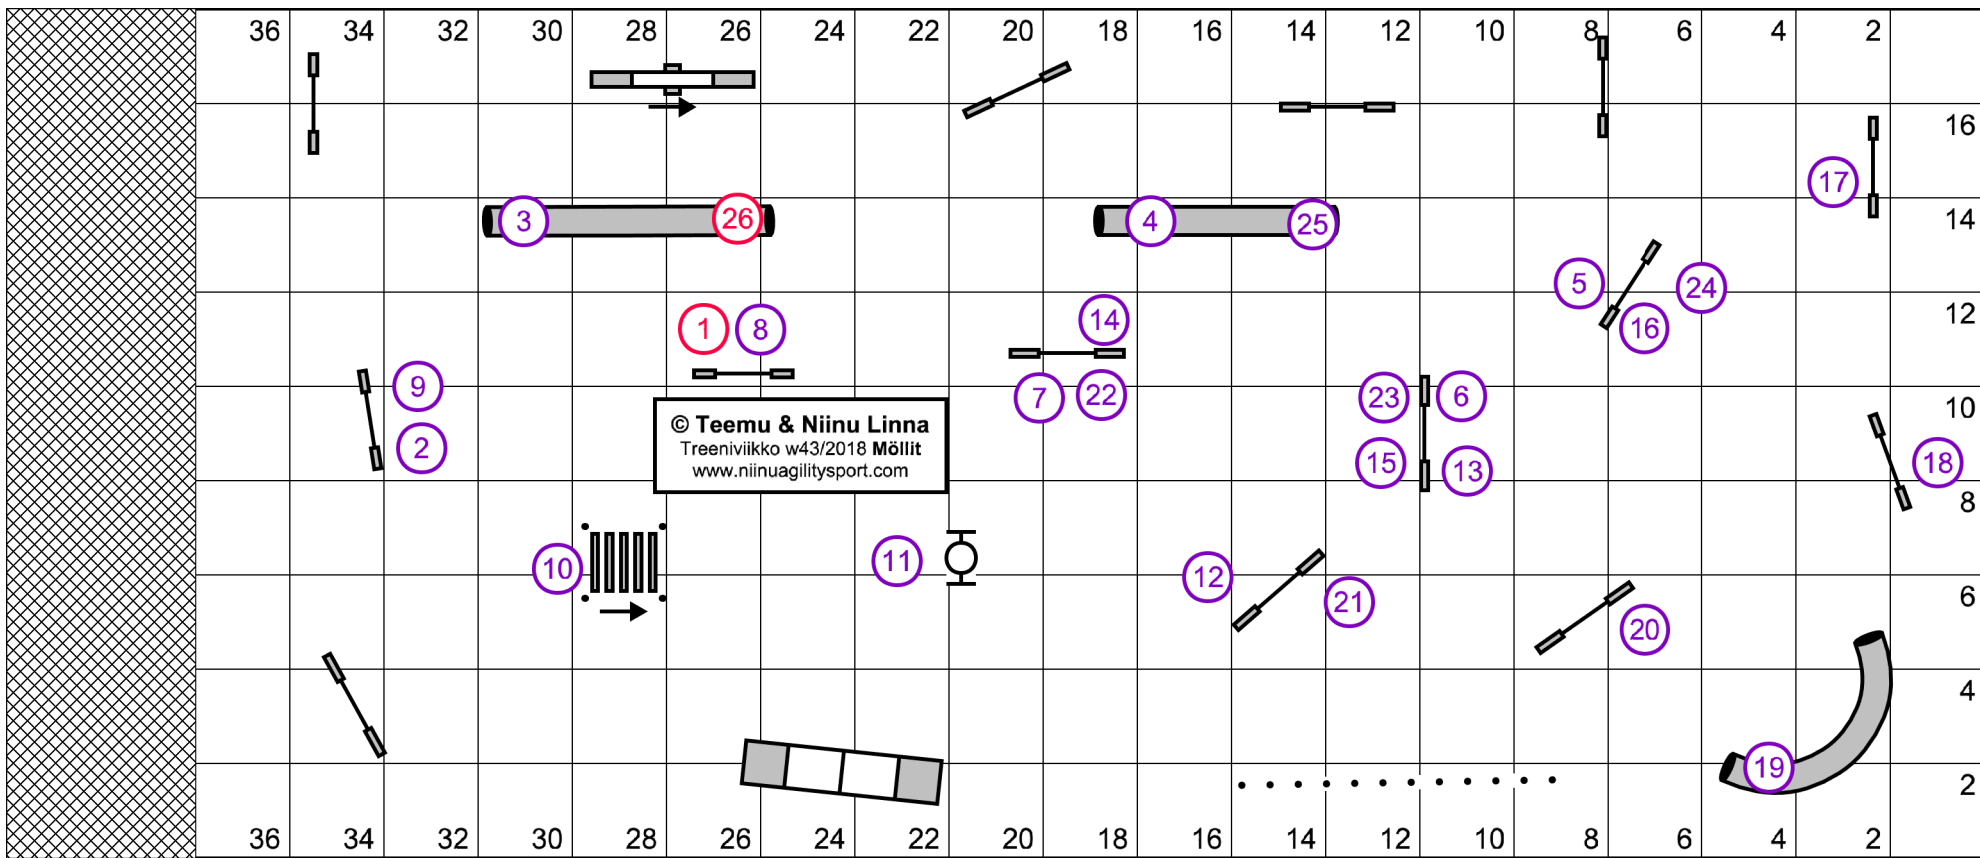 36 34 32 30 28 26 24 22 20 18 16 14 12 10 8 6 4 2
16
17
14
3 26 4 25
5 24
12
1 8 14 16
9 7 22 23 6 10
2 15 13 18
© Teemu & Niinu Linna
Treeniviikko w43/2018 Möllit
www.niinuagilitysport.com
8
10 11 12 21
6
20
4
19
2
36 34 32 30 28 26 24 22 20 18 16 14 12 10 8 6 4 2